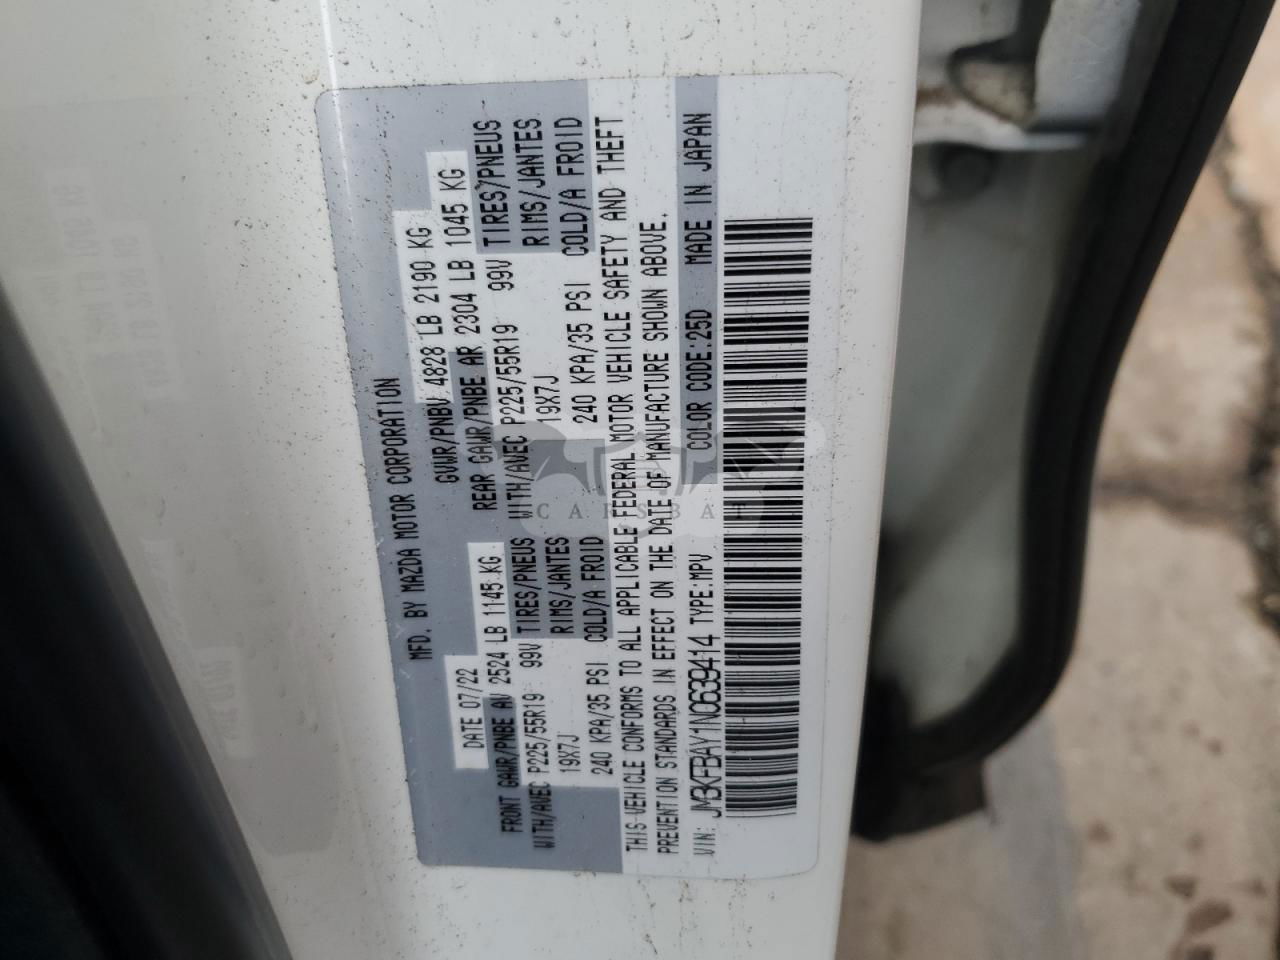 MFD. BY MAZDA MOTOR CORPORATION
DATE 07/22 GVWR/PNBV 4828 LB 2190 KG
FRONT GAWR/PNBE AV 2524 LB 1145 KG REAR GAWR/PNBE AR 2304 LB 1045 KG
WITH/AVEC P225/55R19 99V TIRES/PNEUS WITH/AVEC P225/55R19 99V TIRES/PNEUS
19X7J RIMS/JANTES 19X7J RIMS/JANTES
240 KPA/35 PSI COLD/A FROID 240 KPA/35 PSI COLD/A FROID
THIS VEHICLE CONFORMS TO ALL APPLICABLE FEDERAL MOTOR VEHICLE SAFETY AND THEFT
PREVENTION STANDARDS IN EFFECT ON THE DATE OF MANUFACTURE SHOWN ABOVE.
VIN: JM3KFBAY1N0639414 TYPE:MPV COLOR CODE:25D MADE IN JAPAN
CARSBAT